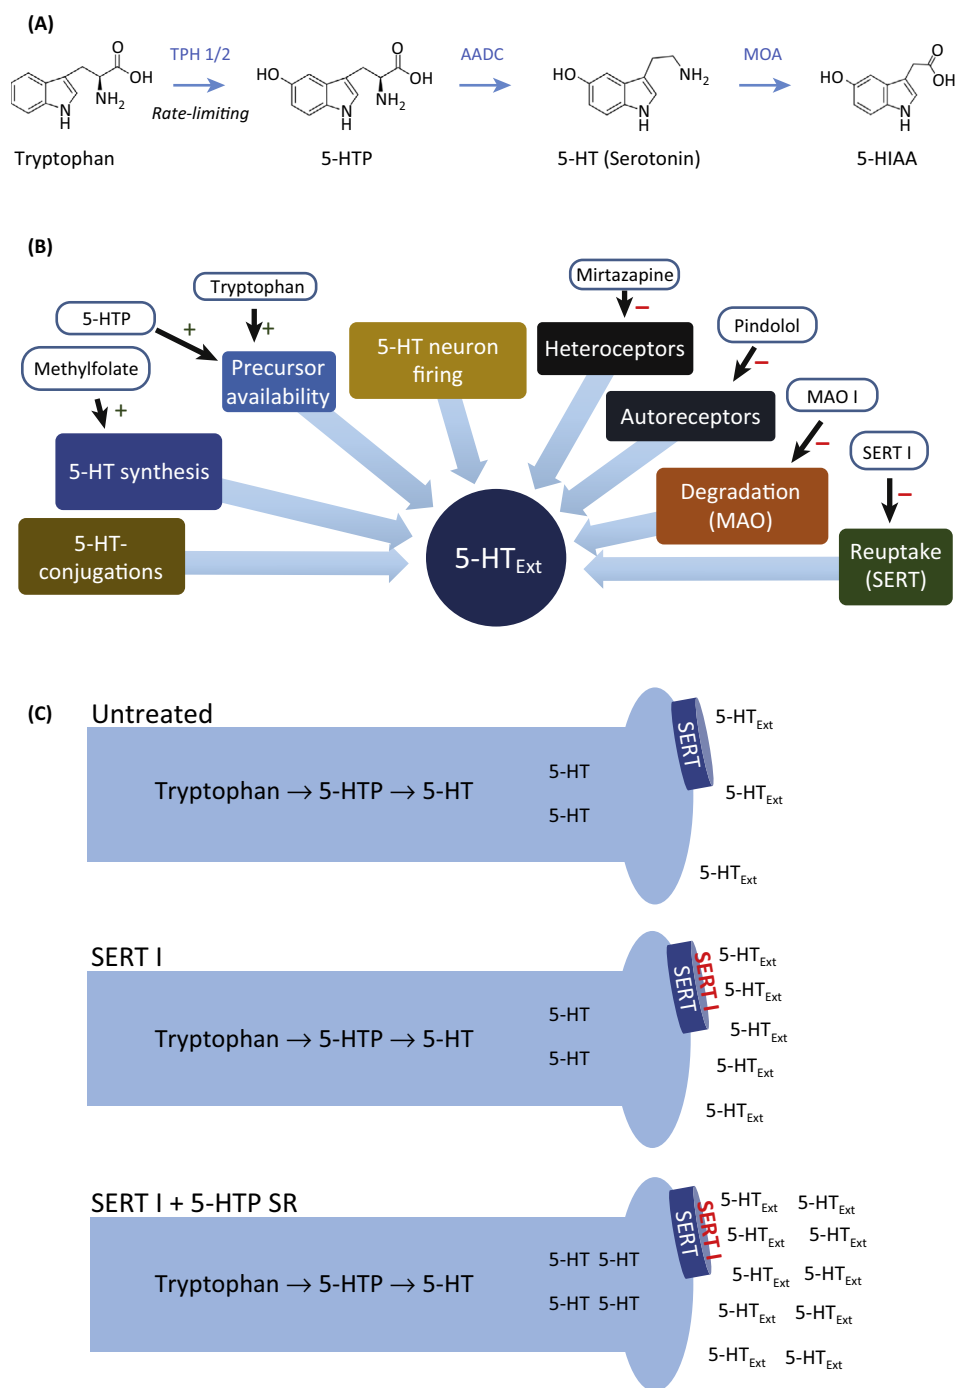 (A)
TPH 1/2
AADC
MOA
Rate-limiting
O
OH
NH2
N
H
HO
O
OH
NH2
N
H
HO
NH2
N
H
HO
O
OH
N
H
Tryptophan
5-HTP
5-HT (Serotonin)
5-HIAA
(B)
Mirtazapine
–
Tryptophan
+
5-HTP
+
Pindolol
–
Methylfolate
+
MAO I
–
SERT I
–
5-HT neuron
firing
Heteroceptors
Precursor
availability
Autoreceptors
5-HT synthesis
Degradation
(MAO)
5-HT-
conjugations
Reuptake
(SERT)
5-HTExt
(C)
Untreated
Tryptophan → 5-HTP → 5-HT
5-HT
5-HT
SERT
5-HTExt
5-HTExt
5-HTExt
SERT I
Tryptophan → 5-HTP → 5-HT
5-HT
5-HT
SERT
SERT I
5-HTExt
5-HTExt
5-HTExt
5-HTExt
5-HTExt
SERT I + 5-HTP SR
Tryptophan → 5-HTP → 5-HT
5-HT 5-HT
5-HT 5-HT
SERT
SERT I
5-HTExt 5-HTExt
5-HTExt 5-HTExt
5-HTExt 5-HTExt
5-HTExt 5-HTExt
5-HTExt 5-HTExt